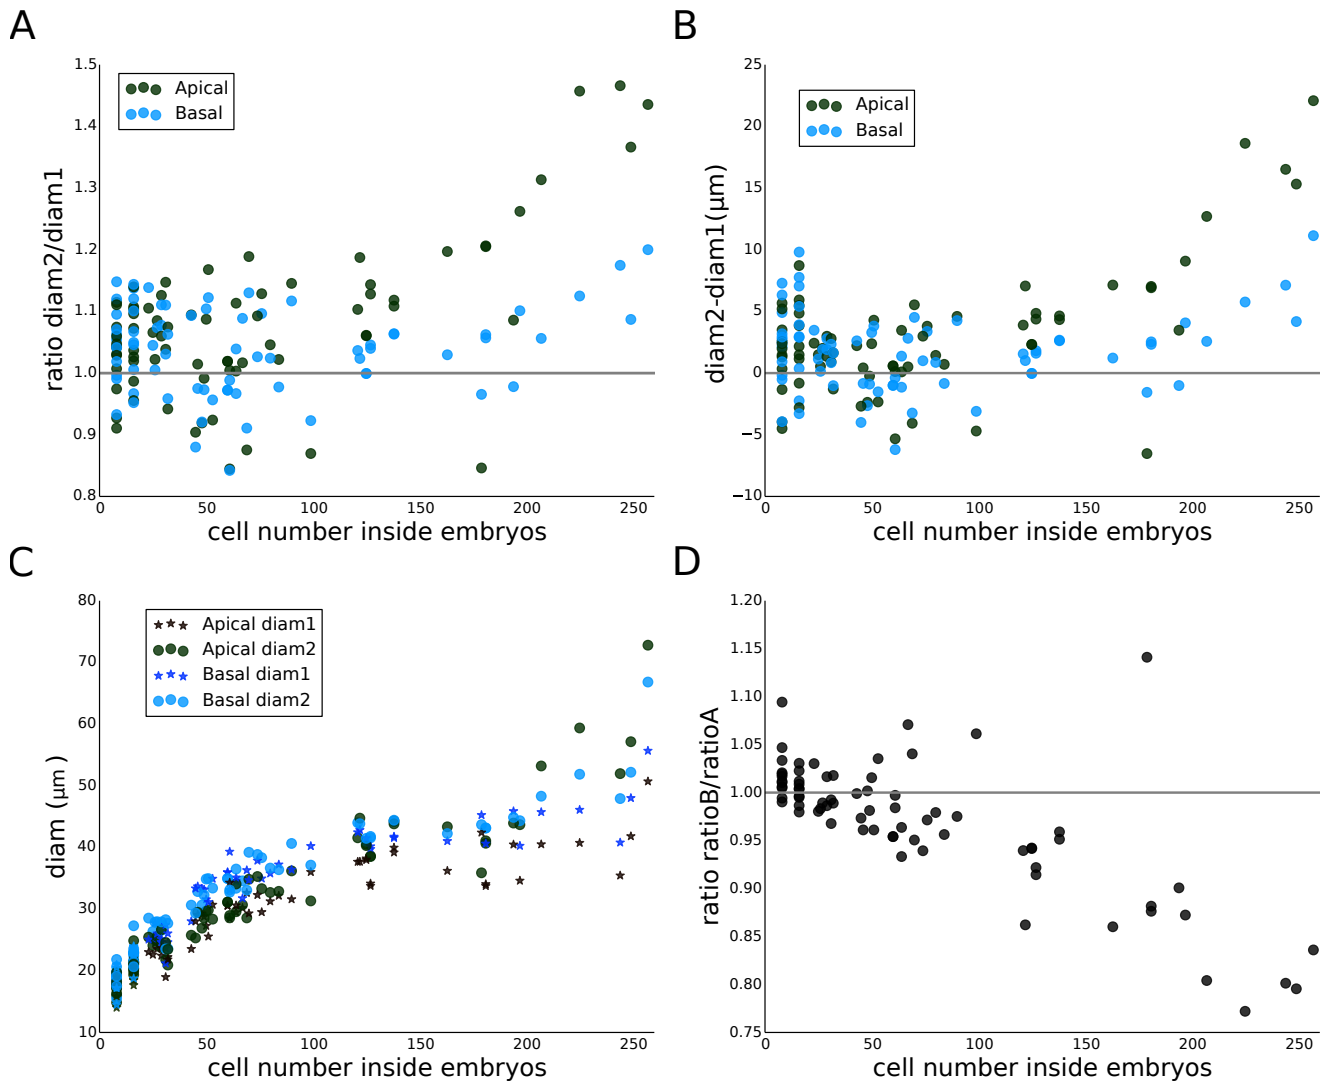 A
ratio diam2/diam1
1.5
1.4
1.3
1.2
1.1
1.0
0.9
0.8
Apical
Basal
0 50 100 150 200 250
cell number inside embryos
B
diam2-diam1(μm)
25
20
15
10
5
0
−5
−10
Apical
Basal
0 50 100 150 200 250
cell number inside embryos
C
diam (μm)
80
70
60
50
40
30
20
10
Apical diam1
Apical diam2
Basal diam1
Basal diam2
0 50 100 150 200 250
cell number inside embryos
D
ratio ratioB/ratioA
1.20
1.15
1.10
1.05
1.00
0.95
0.90
0.85
0.80
0.75
0 50 100 150 200 250
cell number inside embryos